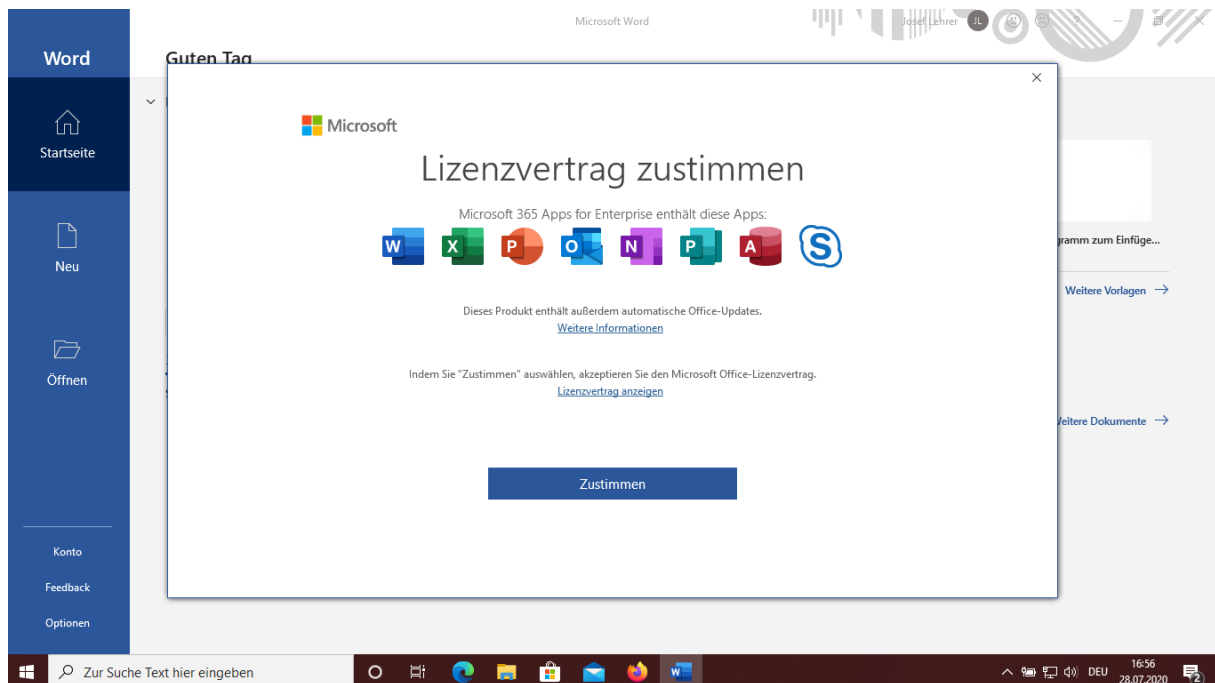 Microsoft Word
Josef Lehrer JL
Word
Guten Tag
Startseite
Neu
Öffnen
Konto
Feedback
Optionen
Microsoft
Lizenzvertrag zustimmen
Microsoft 365 Apps for Enterprise enthält diese Apps:
W X P O N P A S
Dieses Produkt enthält außerdem automatische Office-Updates.
Weitere Informationen
Indem Sie "Zustimmen" auswählen, akzeptieren Sie den Microsoft Office-Lizenzvertrag.
Lizenzvertrag anzeigen
Zustimmen
gramm zum Einfüge...
Weitere Vorlagen
Weitere Dokumente
Zur Suche Text hier eingeben
W
DEU
16:56
28.07.2020
2